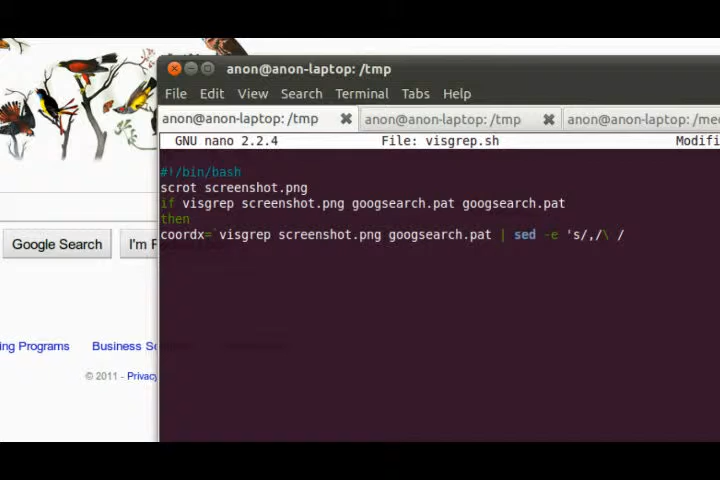 anon@anon-laptop: /tmp
File Edit View Search Terminal Tabs Help
anon@anon-laptop: /tmp anon@anon-laptop: /tmp anon@anon-laptop: /me
GNU nano 2.2.4 File: visgrep.sh Modifi
#!/bin/bash
scrot screenshot.png
if visgrep screenshot.png googsearch.pat googsearch.pat
then
coordx=`visgrep screenshot.png googsearch.pat | sed -e 's/,/\ /
Google Search I'm
ing Programs Business
© 2011 - Privacy